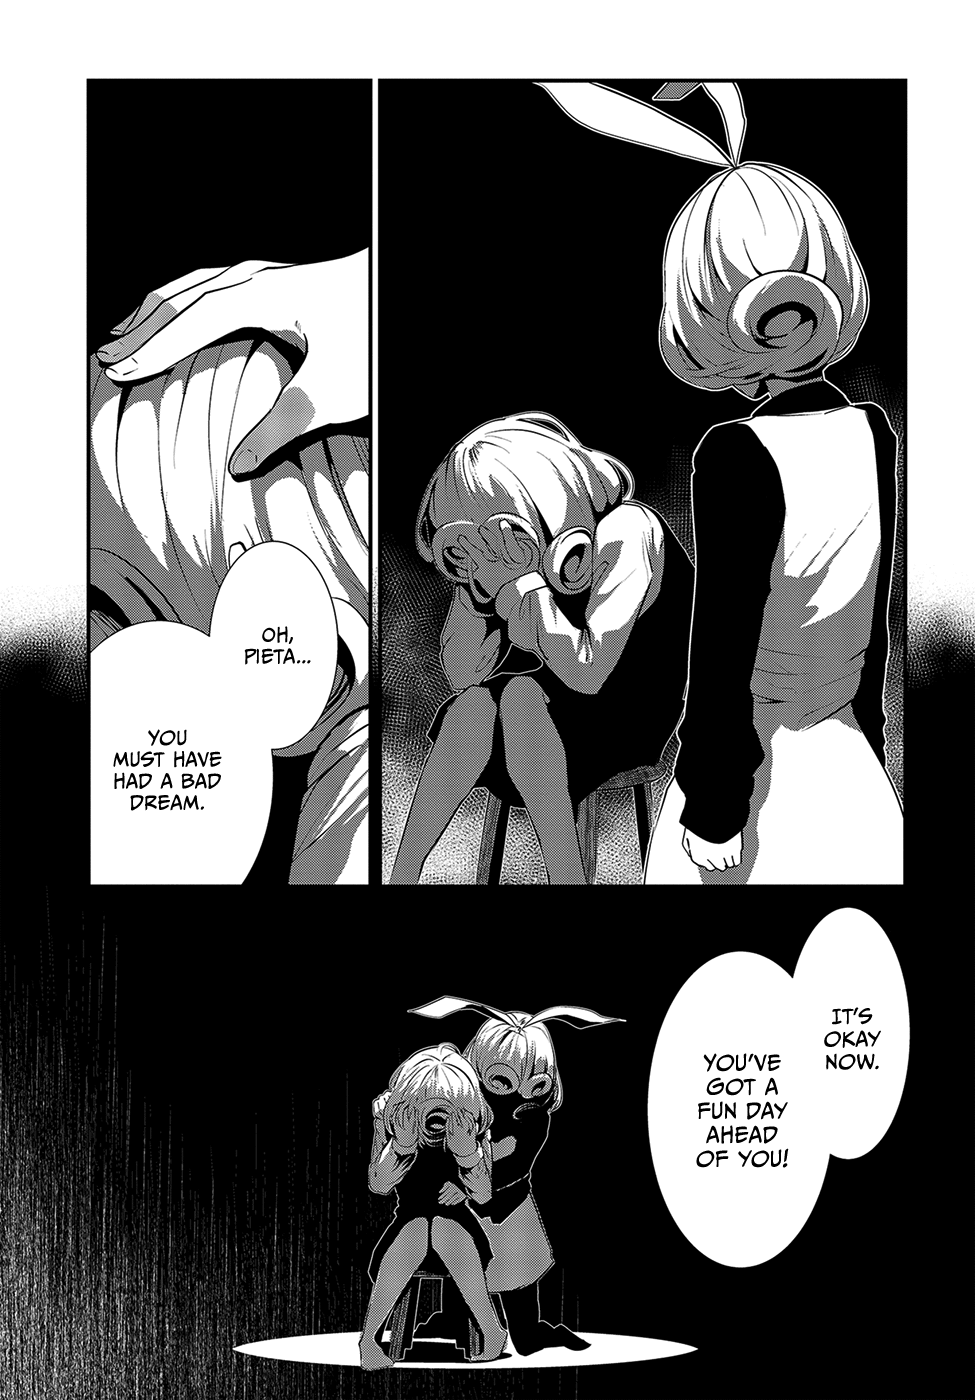 OH,
PIETA...
YOU
MUST HAVE
HAD A BAD
DREAM.
IT'S
OKAY
NOW.
YOU'VE
GOT A
FUN DAY
AHEAD
OF YOU!